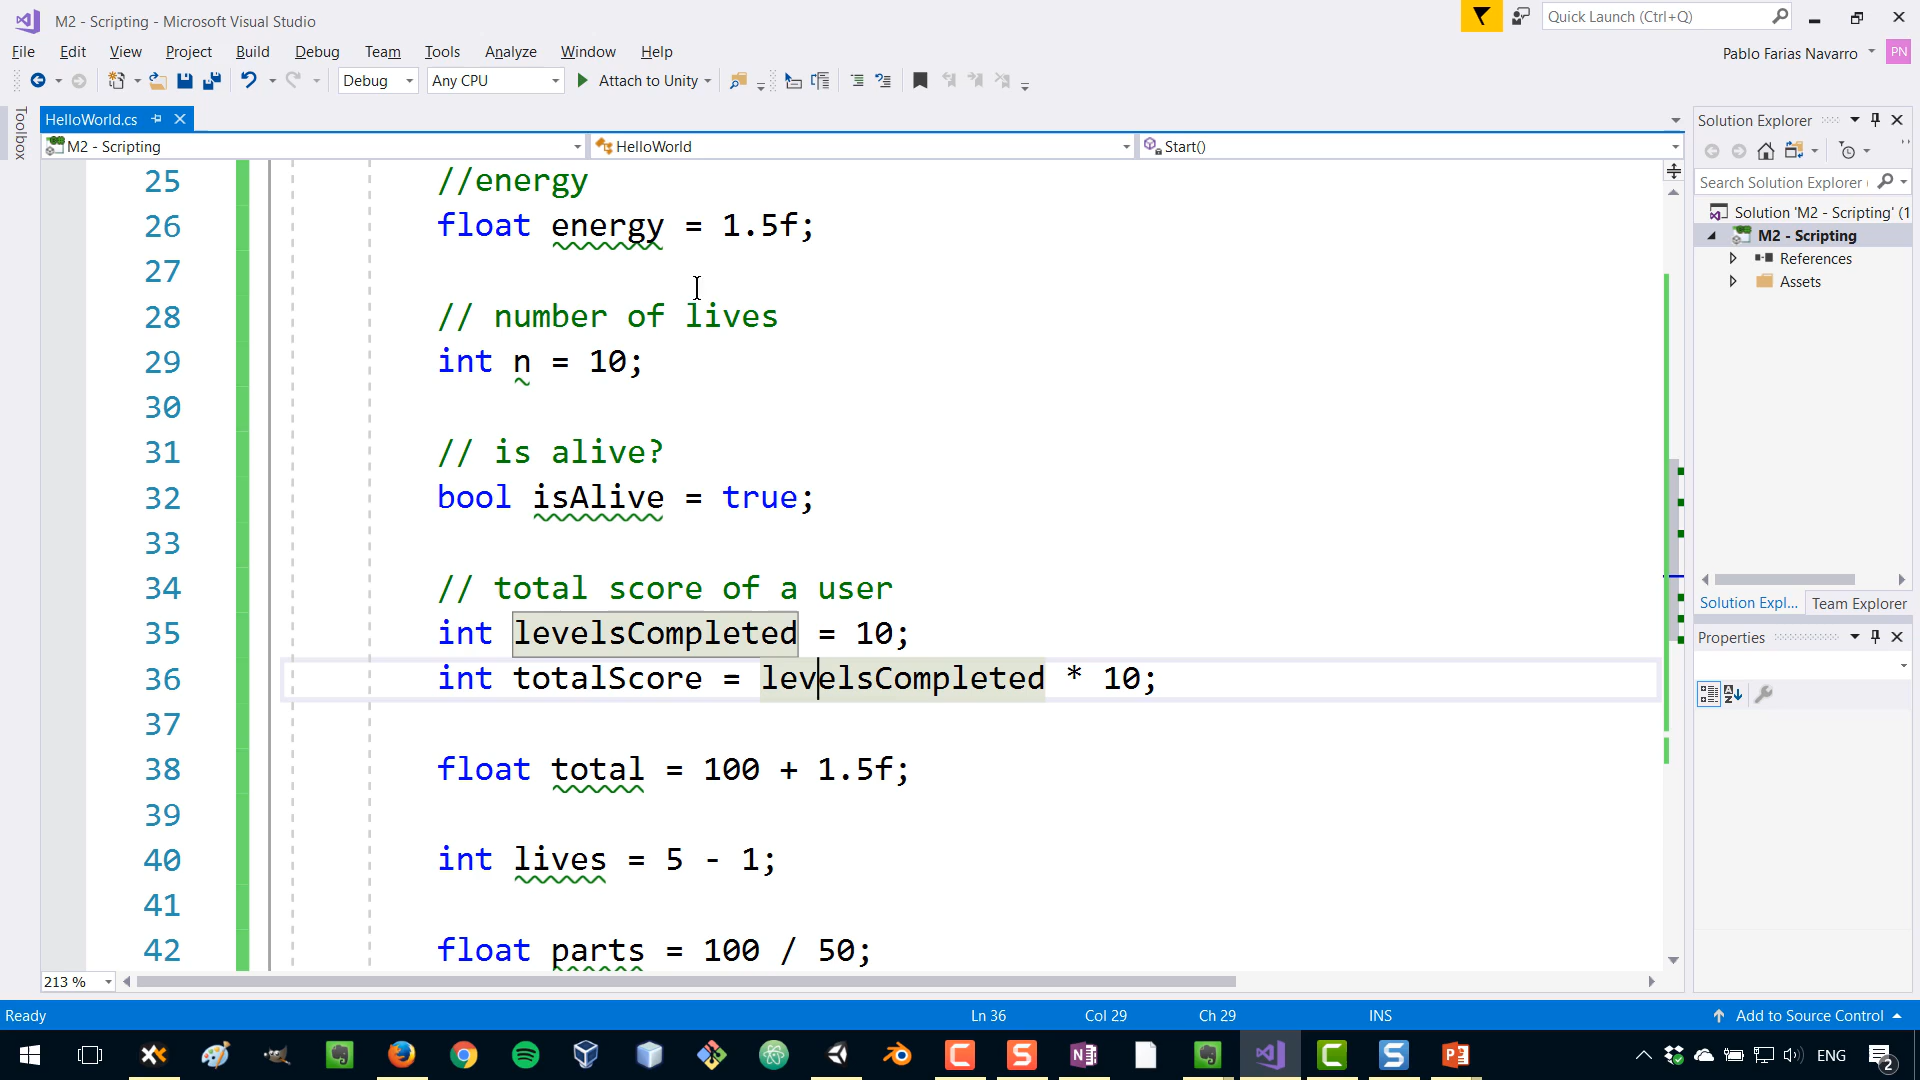 M2 - Scripting - Microsoft Visual Studio
Quick Launch (Ctrl+Q)
File Edit View Project Build Debug Team Tools Analyze Window Help
Pablo Farias Navarro PN
Debug Any CPU Attach to Unity
Toolbox
HelloWorld.cs
M2 - Scripting HelloWorld Start()
25 //energy
26 float energy = 1.5f;
27
28 // number of lives
29 int n = 10;
30
31 // is alive?
32 bool isAlive = true;
33
34 // total score of a user
35 int levelsCompleted = 10;
36 int totalScore = levelsCompleted * 10;
37
38 float total = 100 + 1.5f;
39
40 int lives = 5 - 1;
41
42 float parts = 100 / 50;
213 %
Solution Explorer
Search Solution Explorer (
Solution 'M2 - Scripting' (1
M2 - Scripting
References
Assets
Solution Expl... Team Explorer
Properties
Ready Ln 36 Col 29 Ch 29 INS Add to Source Control
ENG 2